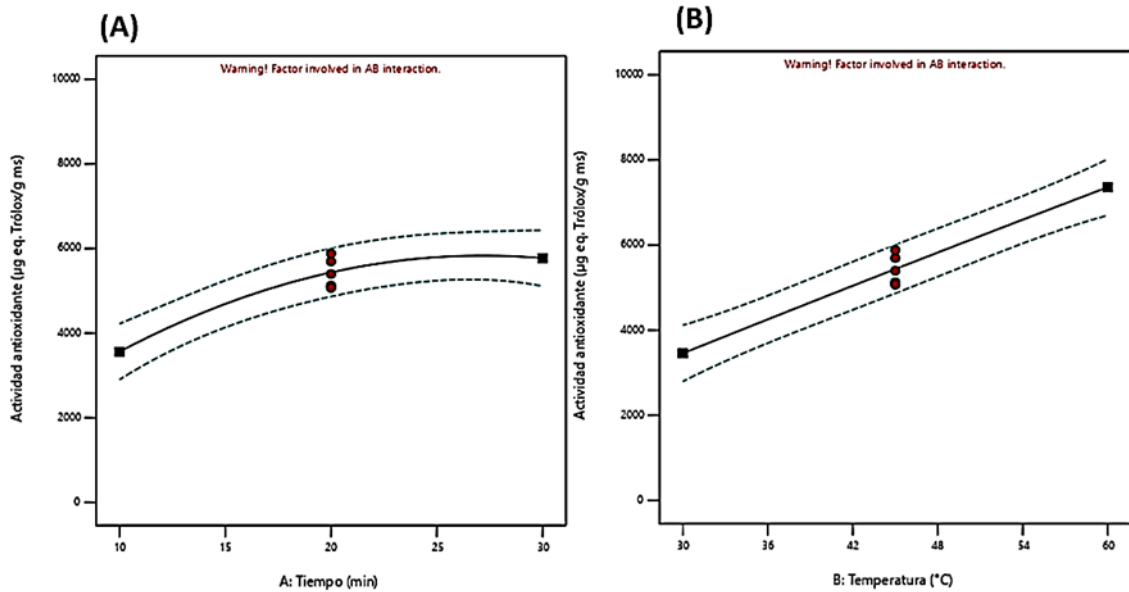 (A)
Warning! Factor involved in AB interaction.
Actividad antioxidante (µg eq. Trólox/g ms)
10000
8000
6000
4000
2000
0
10
15
20
25
30
A: Tiempo (min)
(B)
Warning! Factor involved in AB interaction.
Actividad antioxidante (µg eq. Trólox/g ms)
10000
8000
6000
4000
2000
0
30
36
42
48
54
60
B: Temperatura (°C)